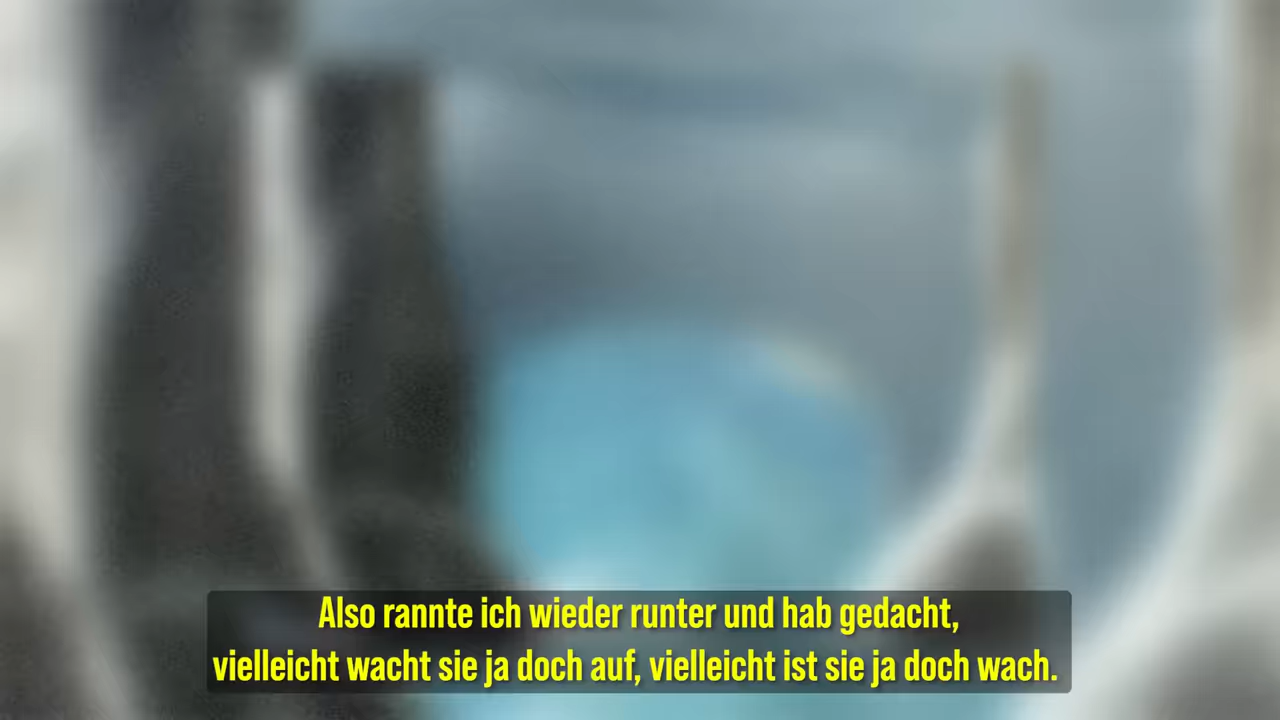 Also rannte ich wieder runter und hab gedacht,
vielleicht wacht sie ja doch auf, vielleicht ist sie ja doch wach.